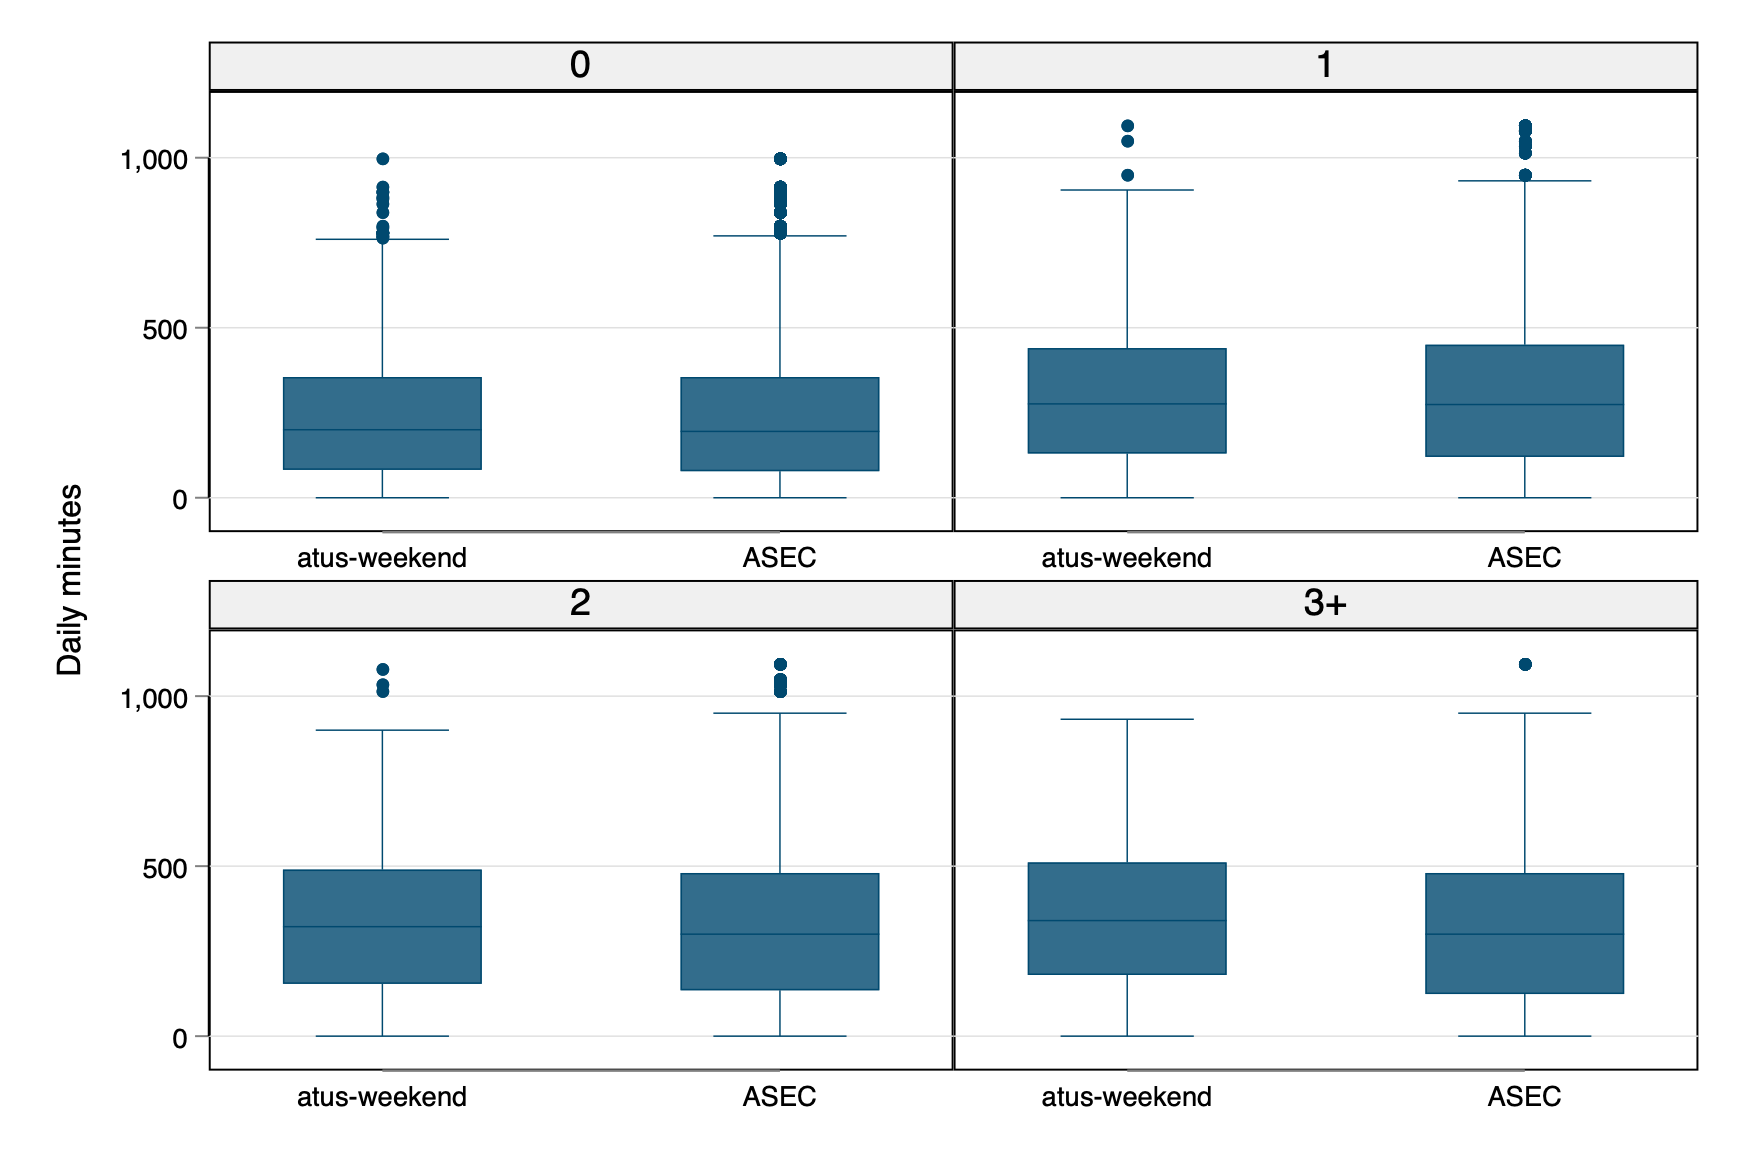 0
1
1,000
500
0
atus-weekend
ASEC
atus-weekend
ASEC
Daily minutes
2
3+
1,000
500
0
atus-weekend
ASEC
atus-weekend
ASEC